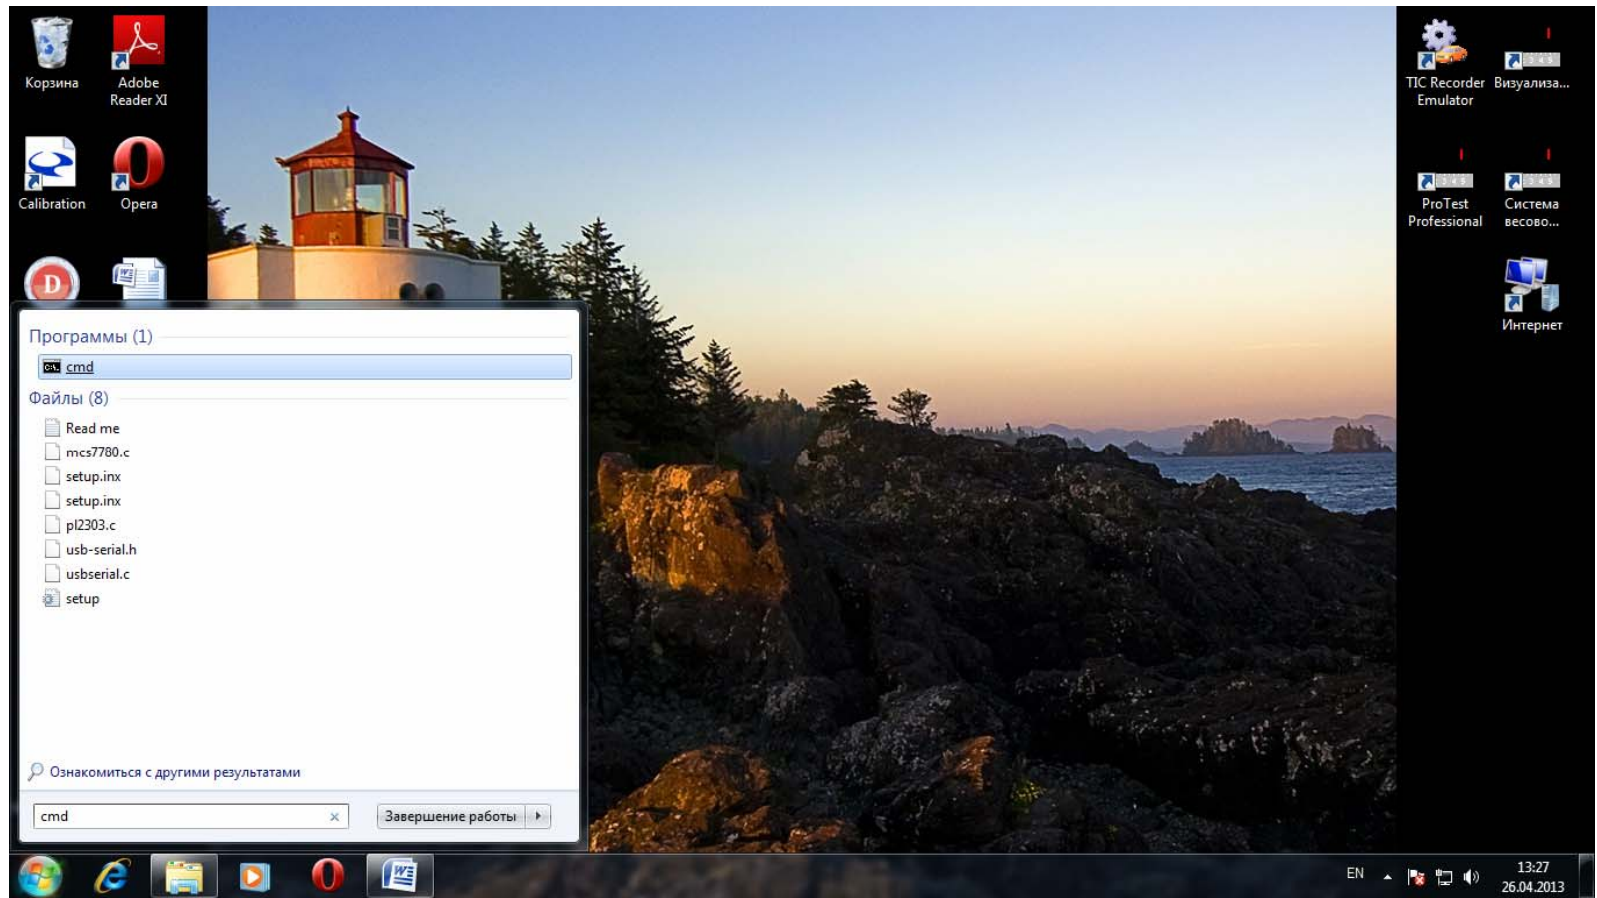 Корзина
Adobe
Reader XI
Calibration
Opera
TIC Recorder
Emulator
Визуализа...
ProTest
Professional
Система
весово...
Интернет
D
Программы (1)
cmd
Файлы (8)
Read me
mcs7780.c
setup.inx
setup.inx
pl2303.c
usb-serial.h
usbserial.c
setup
Ознакомиться с другими результатами
cmd
Завершение работы
EN
13:27
26.04.2013